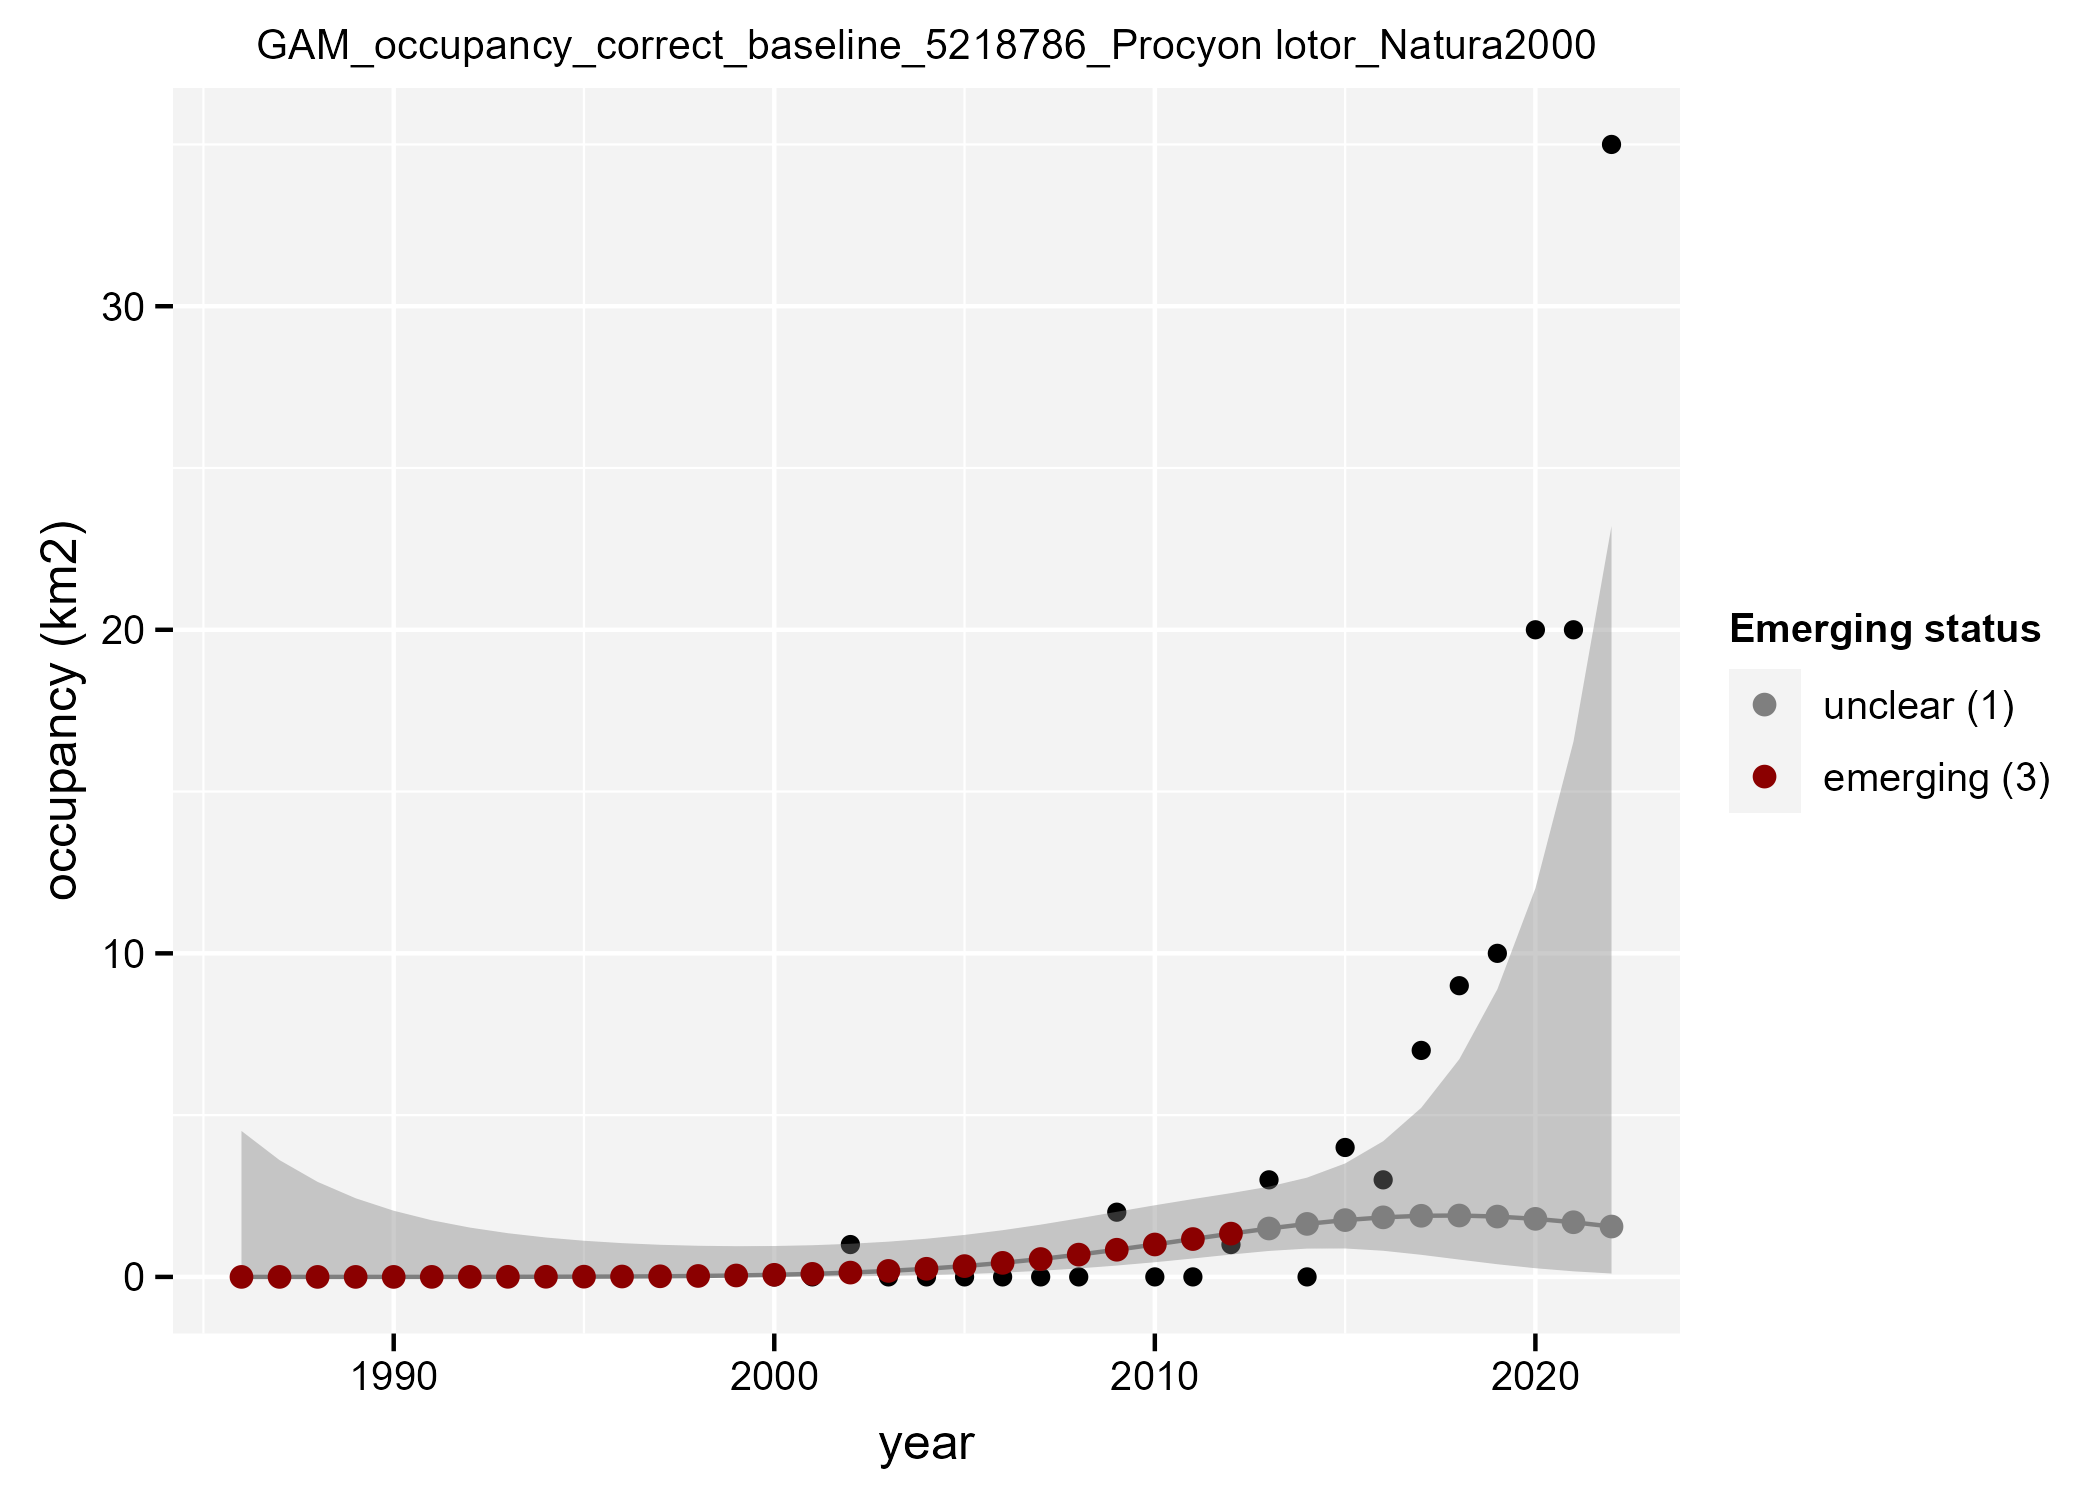 GAM_occupancy_correct_baseline_5218786_Procyon lotor_Natura2000
occupancy (km2)
30
20
10
0
1990 2000 2010 2020
year
Emerging status
unclear (1)
emerging (3)